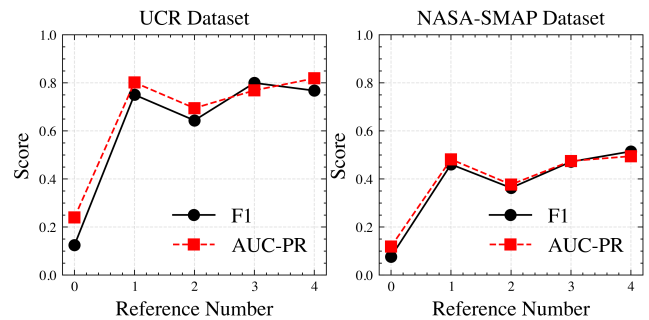 UCR Dataset
1.0
0.8
0.6
0.4
0.2
0.0
Score
F1
AUC-PR
0 1 2 3 4
Reference Number
NASA-SMAP Dataset
1.0
0.8
0.6
0.4
0.2
0.0
Score
F1
AUC-PR
0 1 2 3 4
Reference Number